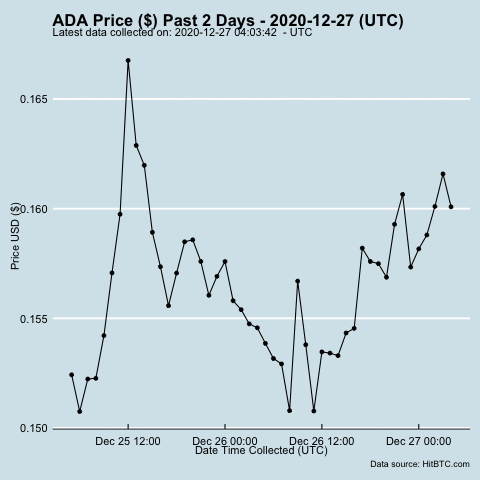 ADA Price ($) Past 2 Days - 2020-12-27 (UTC)
Latest data collected on: 2020-12-27 04:03:42  - UTC
0.165
0.160
0.155
0.150
Price USD ($)
Dec 25 12:00
Dec 26 00:00
Dec 26 12:00
Dec 27 00:00
Date Time Collected (UTC)
Data source: HitBTC.com